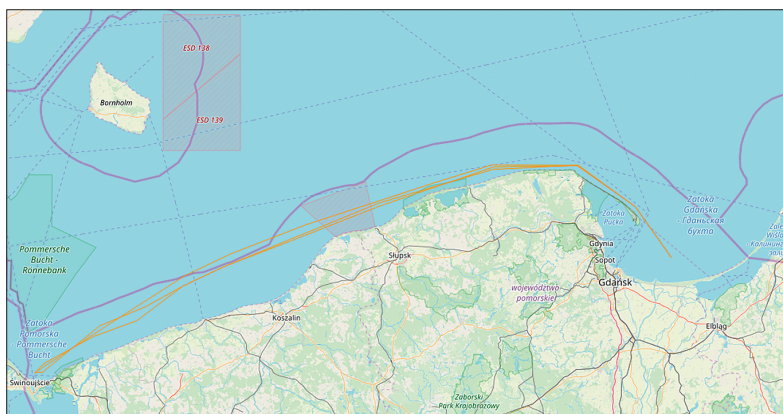 ESD 138
Bornholm
ESD 139
Pommersche
Bucht -
Rönnebank
Zatoka
Pomorska
Pommersche
Bucht
Świnoujście
Koszalin
Słupsk
Zatoka
Pucka
Gdynia
Sopot
Gdańsk
województwo
pomorskie
Zatoka
Gdańska
Гданьская
бухта
Elbląg
Zaborski
Park Krajobrazowy